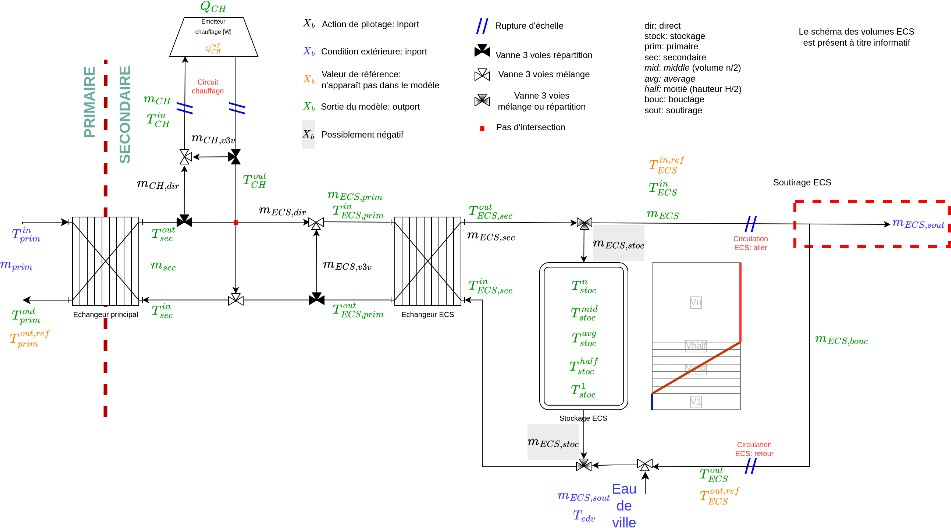 Q_CH
Emetteur
chauffage [W]
Q_CH^ref
PRIMAIRE
SECONDAIRE
Circuit
chauffage
m_CH
T_CH^in
m_CH,v3v
m_CH,dir
T_CH^out
X_b Action de pilotage: inport
X_b Condition extérieure: inport
X_b Valeur de référence:
n'apparaît pas dans le modèle
X_b Sortie du modèle: outport
X_b Possiblement négatif
Rupture d'échelle
Vanne 3 voies répartition
Vanne 3 voies mélange
Vanne 3 voies
mélange ou répartition
Pas d'intersection
dir: direct
stock: stockage
prim: primaire
sec: secondaire
mid: middle (volume n/2)
avg: average
half: moitié (hauteur H/2)
bouc: bouclage
sout: soutirage
Le schéma des volumes ECS
est présent à titre informatif
T_prim^in
m_prim
T_prim^out
T_prim^out,ref
Echangeur principal
T_sec^out
m_sec
T_sec^in
m_ECS,dir
m_ECS,prim
T_ECS,prim^in
m_ECS,v3v
T_ECS,prim^out
Echangeur ECS
T_ECS,sec^out
m_ECS,sec
T_ECS,sec^in
m_ECS,stoc
T_stoc^n
T_stoc^mid
T_stoc^avg
T_stoc^half
T_stoc^1
Stockage ECS
m_ECS,stoc
Vn
Vhalf
V1
T_ECS^in,ref
T_ECS^in
m_ECS
Circulation
ECS: aller
Soutirage ECS
m_ECS,sout
m_ECS,bouc
Circulation
ECS: retour
T_ECS^out
T_ECS^out,ref
m_ECS,sout
T_edv
Eau
de
ville